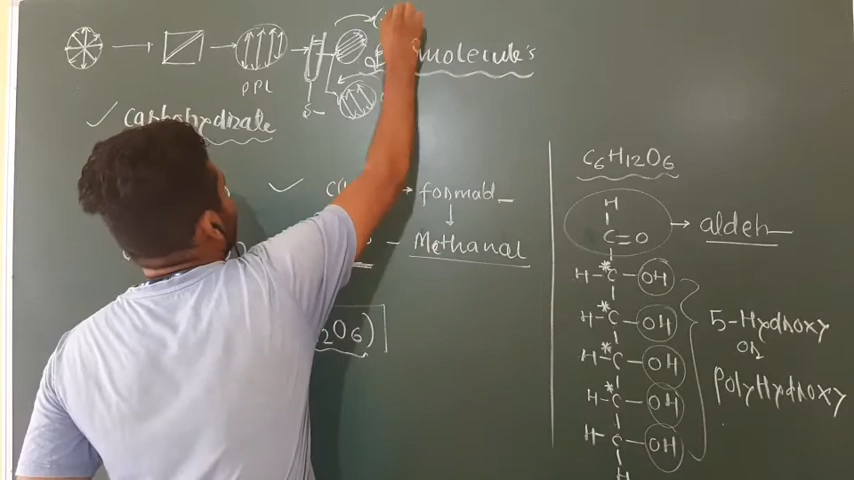 molecule's
PPL
Carbohydrate
formald
Methanal
2O6)
C6H12O6
H
C=O
aldeh
H-*C-OH
H-*C-OH
H-*C-OH
H-*C-OH
H-C-OH
H
5-Hydroxy
or
PolyHydroxy